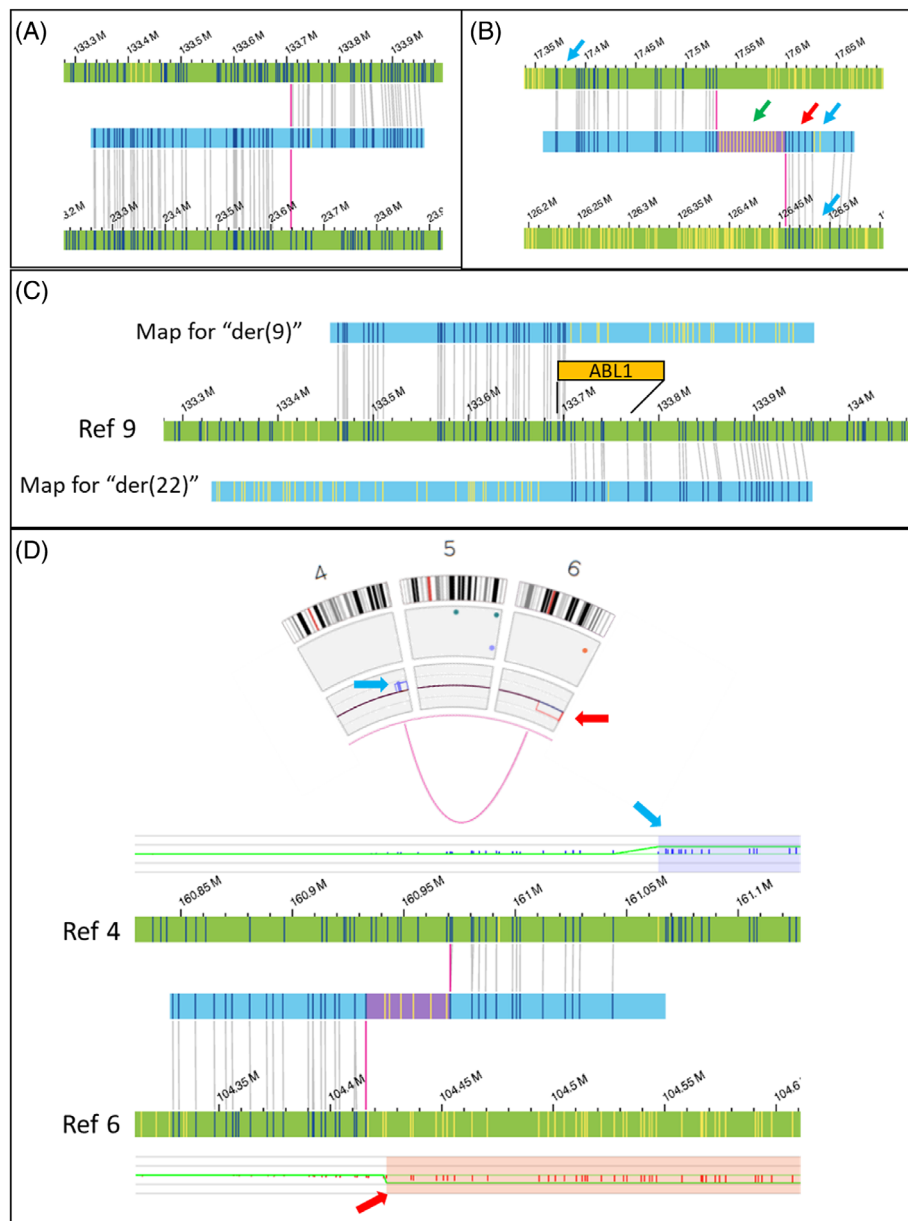 (A)
133.3 M 133.4 M 133.5 M 133.6 M 133.7 M 133.8 M 133.9 M
23.3 M 23.4 M 23.5 M 23.6 M 23.7 M 23.8 M
(B)
17.35 M 17.4 M 17.45 M 17.5 M 17.55 M 17.6 M 17.65 M
126.2 M 126.25 M 126.3 M 126.35 M 126.4 M 126.45 M 126.5 M
(C)
Map for “der(9)”
ABL1
133.3 M 133.4 M 133.5 M 133.6 M 133.7 M 133.8 M 133.9 M 134 M
Ref 9
Map for “der(22)”
(D)
4 5 6
160.85 M 160.9 M 160.95 M 161 M 161.05 M 161.1 M
Ref 4
104.35 M 104.4 M 104.45 M 104.5 M 104.55 M
Ref 6